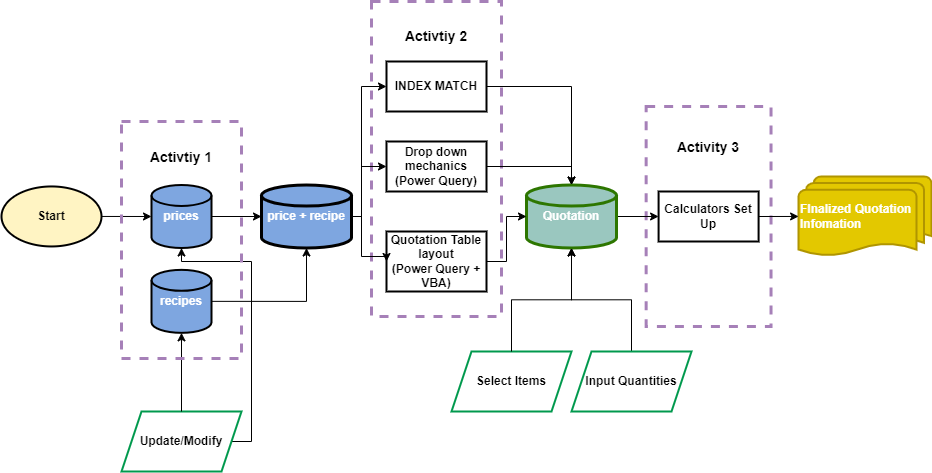 Activtiy 2
INDEX MATCH
Drop down
mechanics
(Power Query)
Quotation Table
layout
(Power Query +
VBA)
Activtiy 1
Start
prices
price + recipe
recipes
Update/Modify
Quotation
Select Items
Input Quantities
Activity 3
Calculators Set
Up
FInalized Quotation
Infomation